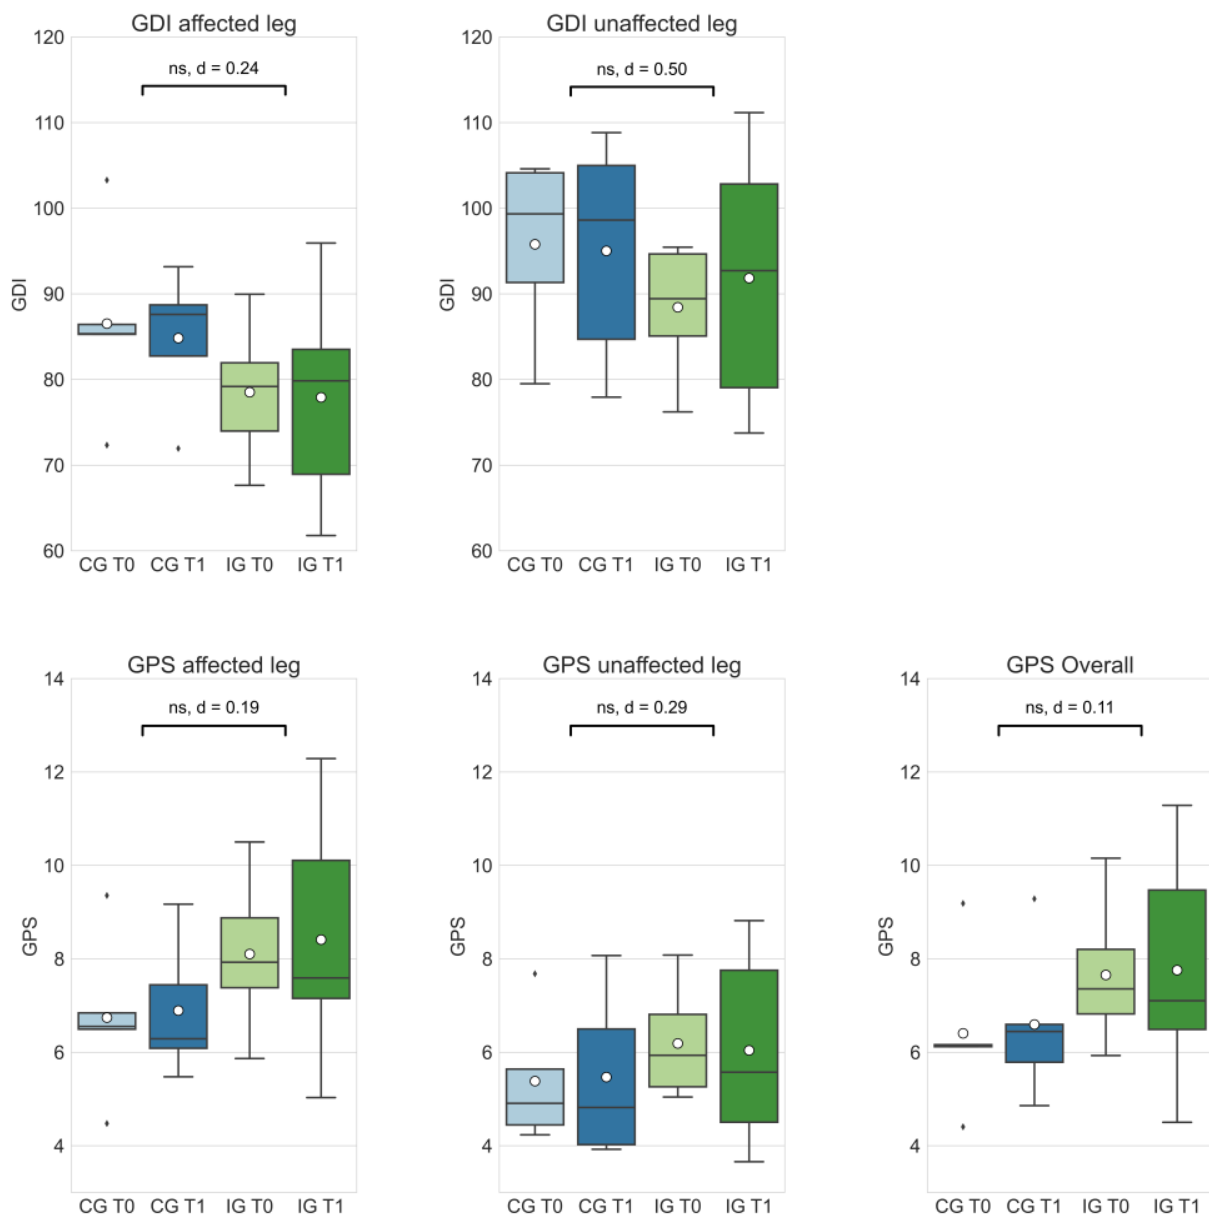 GDI affected leg
GDI unaffected leg
120
110
100
90
80
70
60
GDI
ns, d = 0.24
CG T0 CG T1 IG T0 IG T1
120
110
100
90
80
70
60
GDI
ns, d = 0.50
CG T0 CG T1 IG T0 IG T1
GPS affected leg
GPS unaffected leg
GPS Overall
14
12
10
8
6
4
GPS
ns, d = 0.19
CG T0 CG T1 IG T0 IG T1
14
12
10
8
6
4
GPS
ns, d = 0.29
CG T0 CG T1 IG T0 IG T1
14
12
10
8
6
4
GPS
ns, d = 0.11
CG T0 CG T1 IG T0 IG T1